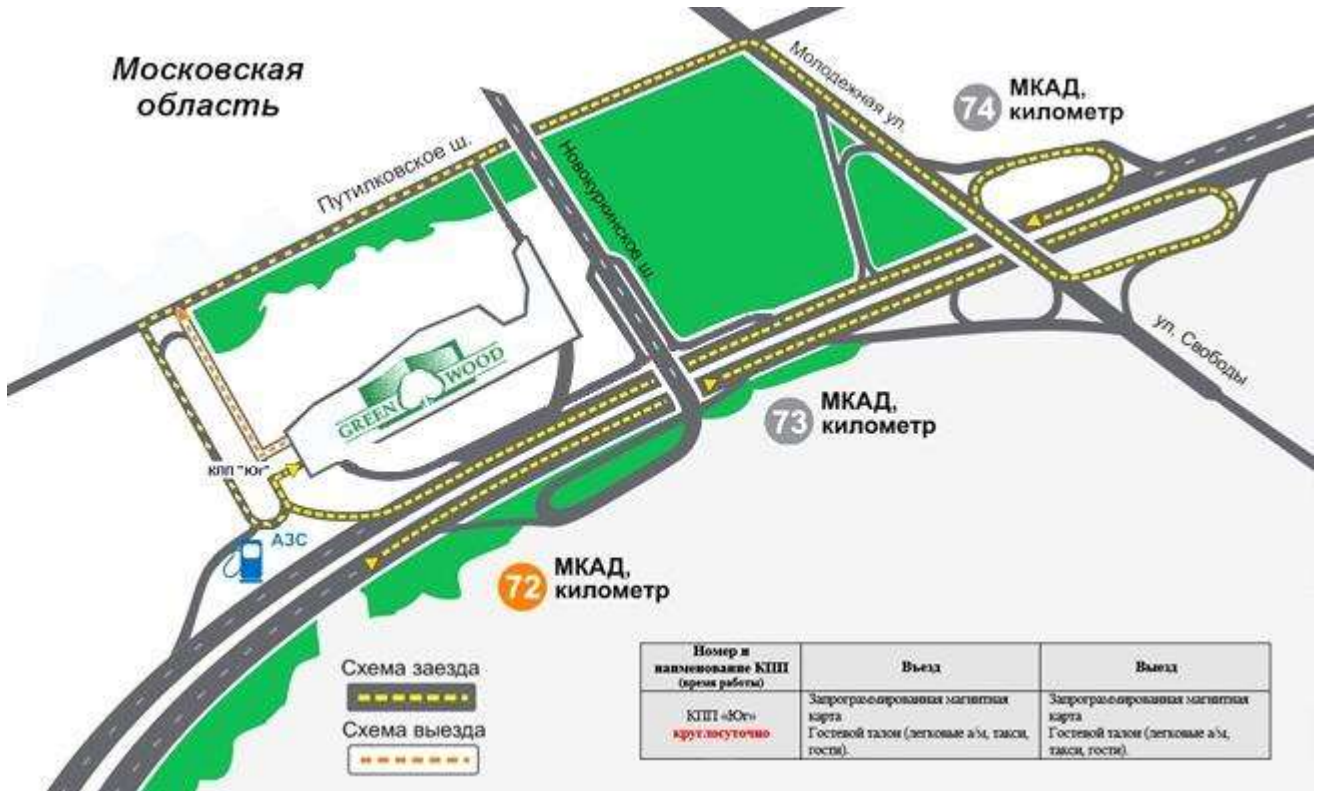 Московская
область
Путилковское ш.
Новокуркинское ш.
Молодежная ул.
74
МКАД,
километр
ул. Свободы
GREEN WOOD
КПП "Юг"
АЗС
73
МКАД,
километр
72
МКАД,
километр
Схема заезда
Схема выезда
Номер и
наименование КПП
(время работы)
Въезд
Выезд
КПП «Юг»
круглосуточно
Запрограммированная магнитная
карта
Гостевой талон (легковые а/м, такси,
гости).
Запрограммированная магнитная
карта
Гостевой талон (легковые а/м,
такси, гости).